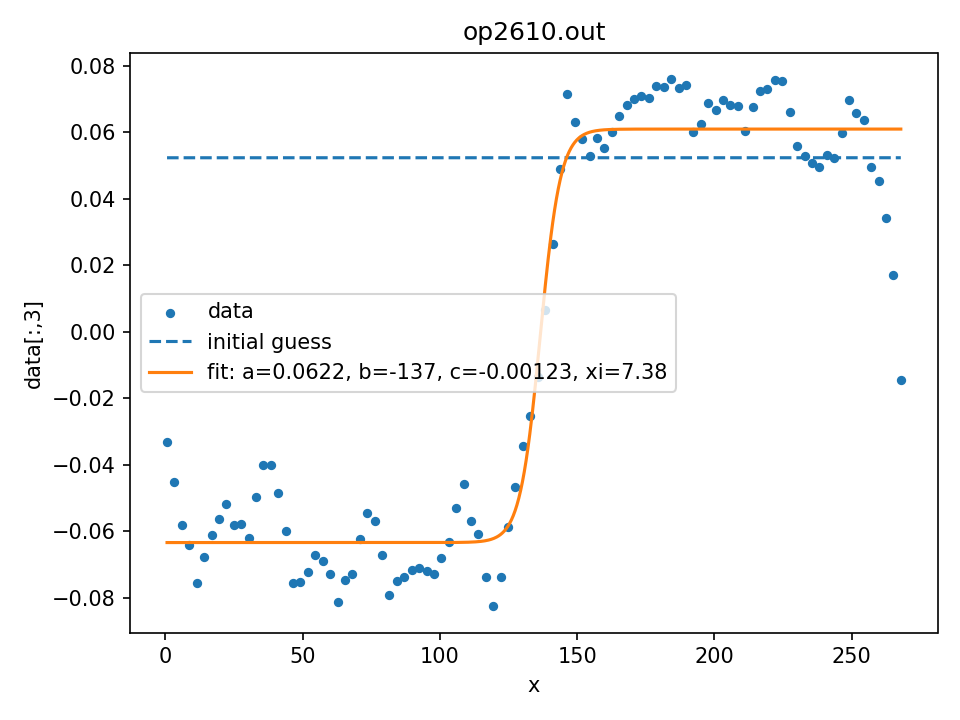 op2610.out
0.08
0.06
0.04
0.02
0.00
−0.02
−0.04
−0.06
−0.08
data[:,3]
data
initial guess
fit: a=0.0622, b=-137, c=-0.00123, xi=7.38
0 50 100 150 200 250
x